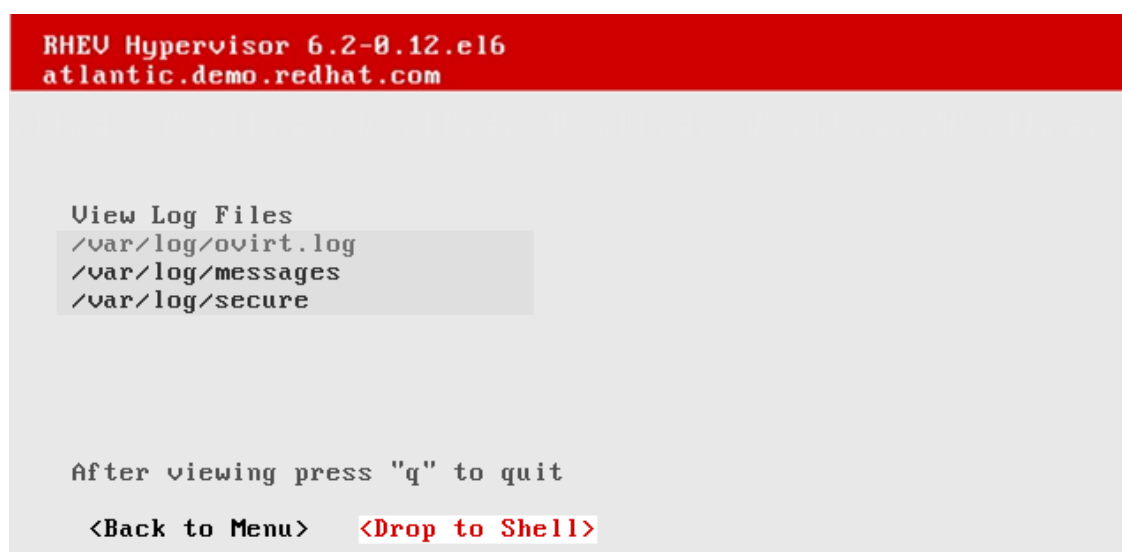 RHEV Hypervisor 6.2-0.12.el6
atlantic.demo.redhat.com
View Log Files
/var/log/ovirt.log
/var/log/messages
/var/log/secure
After viewing press "q" to quit
<Back to Menu> <Drop to Shell>